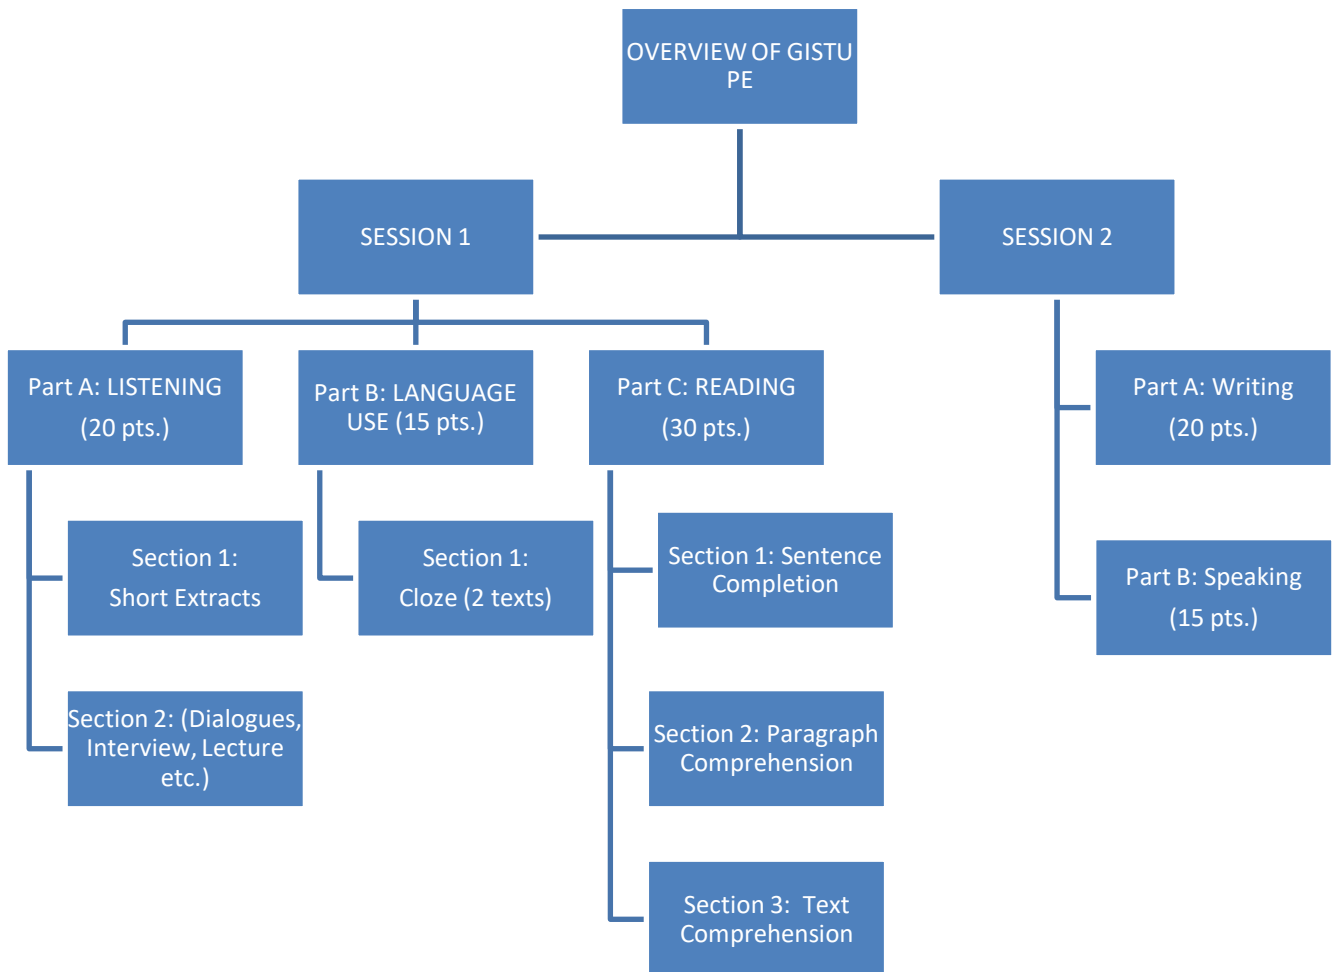 OVERVIEW OF GISTU
PE
SESSION 1
SESSION 2
Part A: LISTENING
(20 pts.)
Part B: LANGUAGE
USE (15 pts.)
Part C: READING
(30 pts.)
Part A: Writing
(20 pts.)
Section 1:
Short Extracts
Section 1:
Cloze (2 texts)
Section 1: Sentence
Completion
Part B: Speaking
(15 pts.)
Section 2: (Dialogues,
Interview, Lecture
etc.)
Section 2: Paragraph
Comprehension
Section 3:  Text
Comprehension